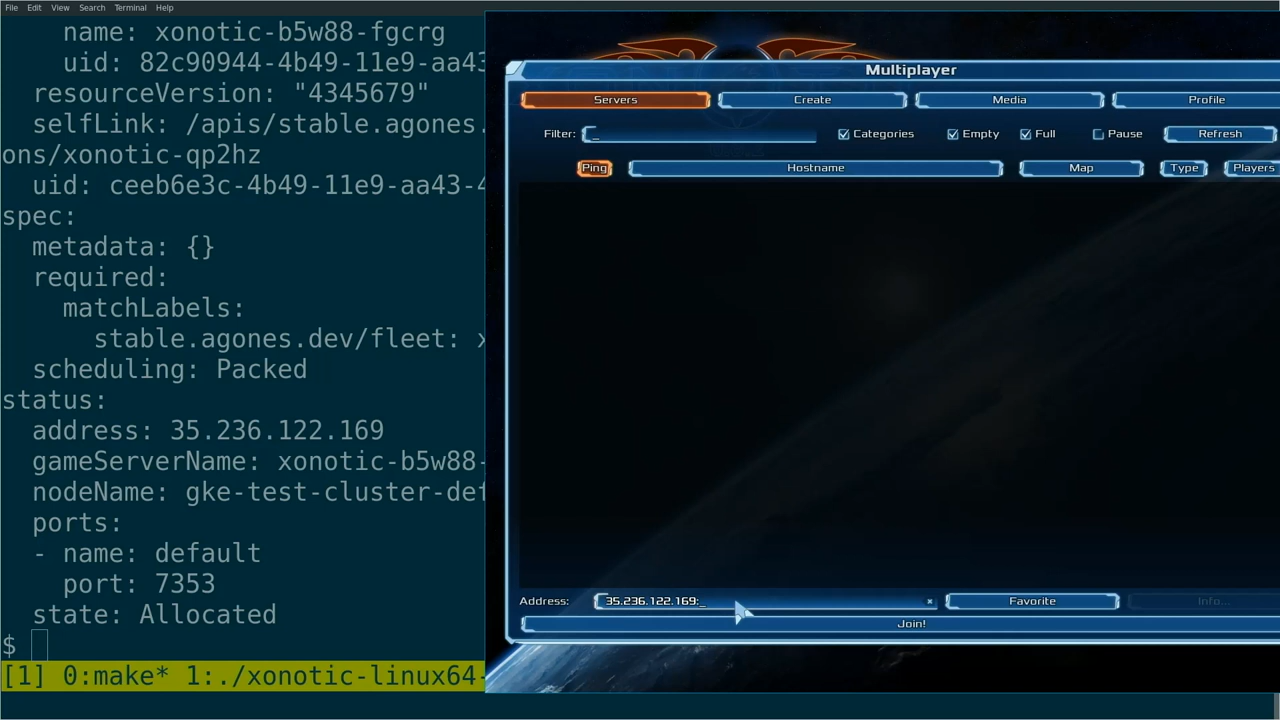 File Edit View Search Terminal Help
name: xonotic-b5w88-fgcrg
uid: 82c90944-4b49-11e9-aa43
resourceVersion: "4345679"
selfLink: /apis/stable.agones.
ons/xonotic-qp2hz
uid: ceeb6e3c-4b49-11e9-aa43-4
spec:
metadata: {}
required:
matchLabels:
stable.agones.dev/fleet: x
scheduling: Packed
status:
address: 35.236.122.169
gameServerName: xonotic-b5w88-
nodeName: gke-test-cluster-def
ports:
- name: default
port: 7353
state: Allocated
$
[1] 0:make* 1:./xonotic-linux64-
Multiplayer
Servers Create Media Profile
Filter: _ Categories Empty Full Pause Refresh
Ping Hostname Map Type Players
Address: 35.236.122.169:_ × Favorite Info...
Join!